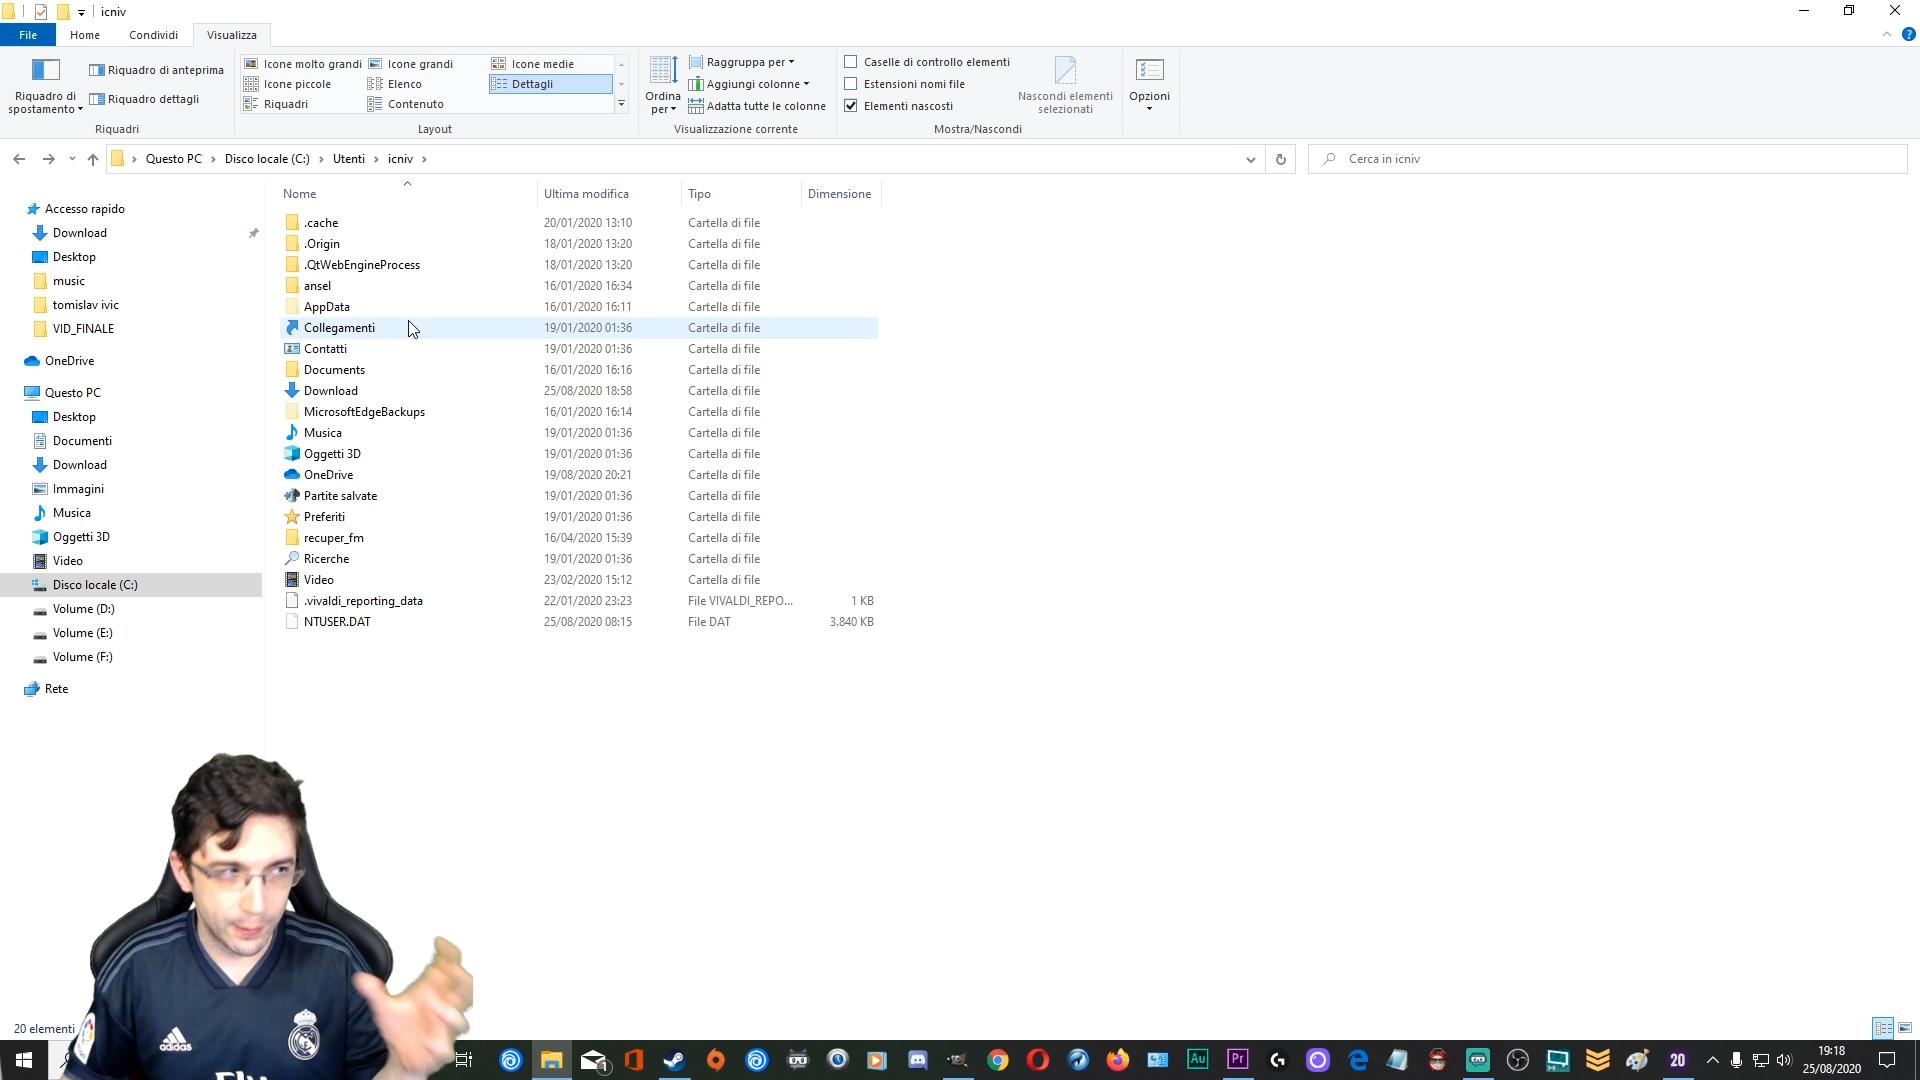 icniv
File Home Condividi Visualizza
Riquadro di spostamento
Riquadro di anteprima
Riquadro dettagli
Riquadri
Icone molto grandi Icone grandi Icone medie
Icone piccole Elenco Dettagli
Riquadri Contenuto
Layout
Ordina per
Raggruppa per
Aggiungi colonne
Adatta tutte le colonne
Visualizzazione corrente
Caselle di controllo elementi
Estensioni nomi file
Elementi nascosti
Nascondi elementi selezionati
Mostra/Nascondi
Opzioni
Questo PC Disco locale (C:) Utenti icniv
Cerca in icniv
Accesso rapido
Download
Desktop
music
tomislav ivic
VID_FINALE
OneDrive
Questo PC
Desktop
Documenti
Download
Immagini
Musica
Oggetti 3D
Video
Disco locale (C:)
Volume (D:)
Volume (E:)
Volume (F:)
Rete
Nome Ultima modifica Tipo Dimensione
.cache 20/01/2020 13:10 Cartella di file
.Origin 18/01/2020 13:20 Cartella di file
.QtWebEngineProcess 18/01/2020 13:20 Cartella di file
ansel 16/01/2020 16:34 Cartella di file
AppData 16/01/2020 16:11 Cartella di file
Collegamenti 19/01/2020 01:36 Cartella di file
Contatti 19/01/2020 01:36 Cartella di file
Documents 16/01/2020 16:16 Cartella di file
Download 25/08/2020 18:58 Cartella di file
MicrosoftEdgeBackups 16/01/2020 16:14 Cartella di file
Musica 19/01/2020 01:36 Cartella di file
Oggetti 3D 19/01/2020 01:36 Cartella di file
OneDrive 19/08/2020 20:21 Cartella di file
Partite salvate 19/01/2020 01:36 Cartella di file
Preferiti 19/01/2020 01:36 Cartella di file
recuper_fm 16/04/2020 15:39 Cartella di file
Ricerche 19/01/2020 01:36 Cartella di file
Video 23/02/2020 15:12 Cartella di file
.vivaldi_reporting_data 22/01/2020 23:23 File VIVALDI_REPO... 1 KB
NTUSER.DAT 25/08/2020 08:15 File DAT 3.840 KB
20 elementi
adidas
Fly
1
Au
Pr
20
19:18
25/08/2020